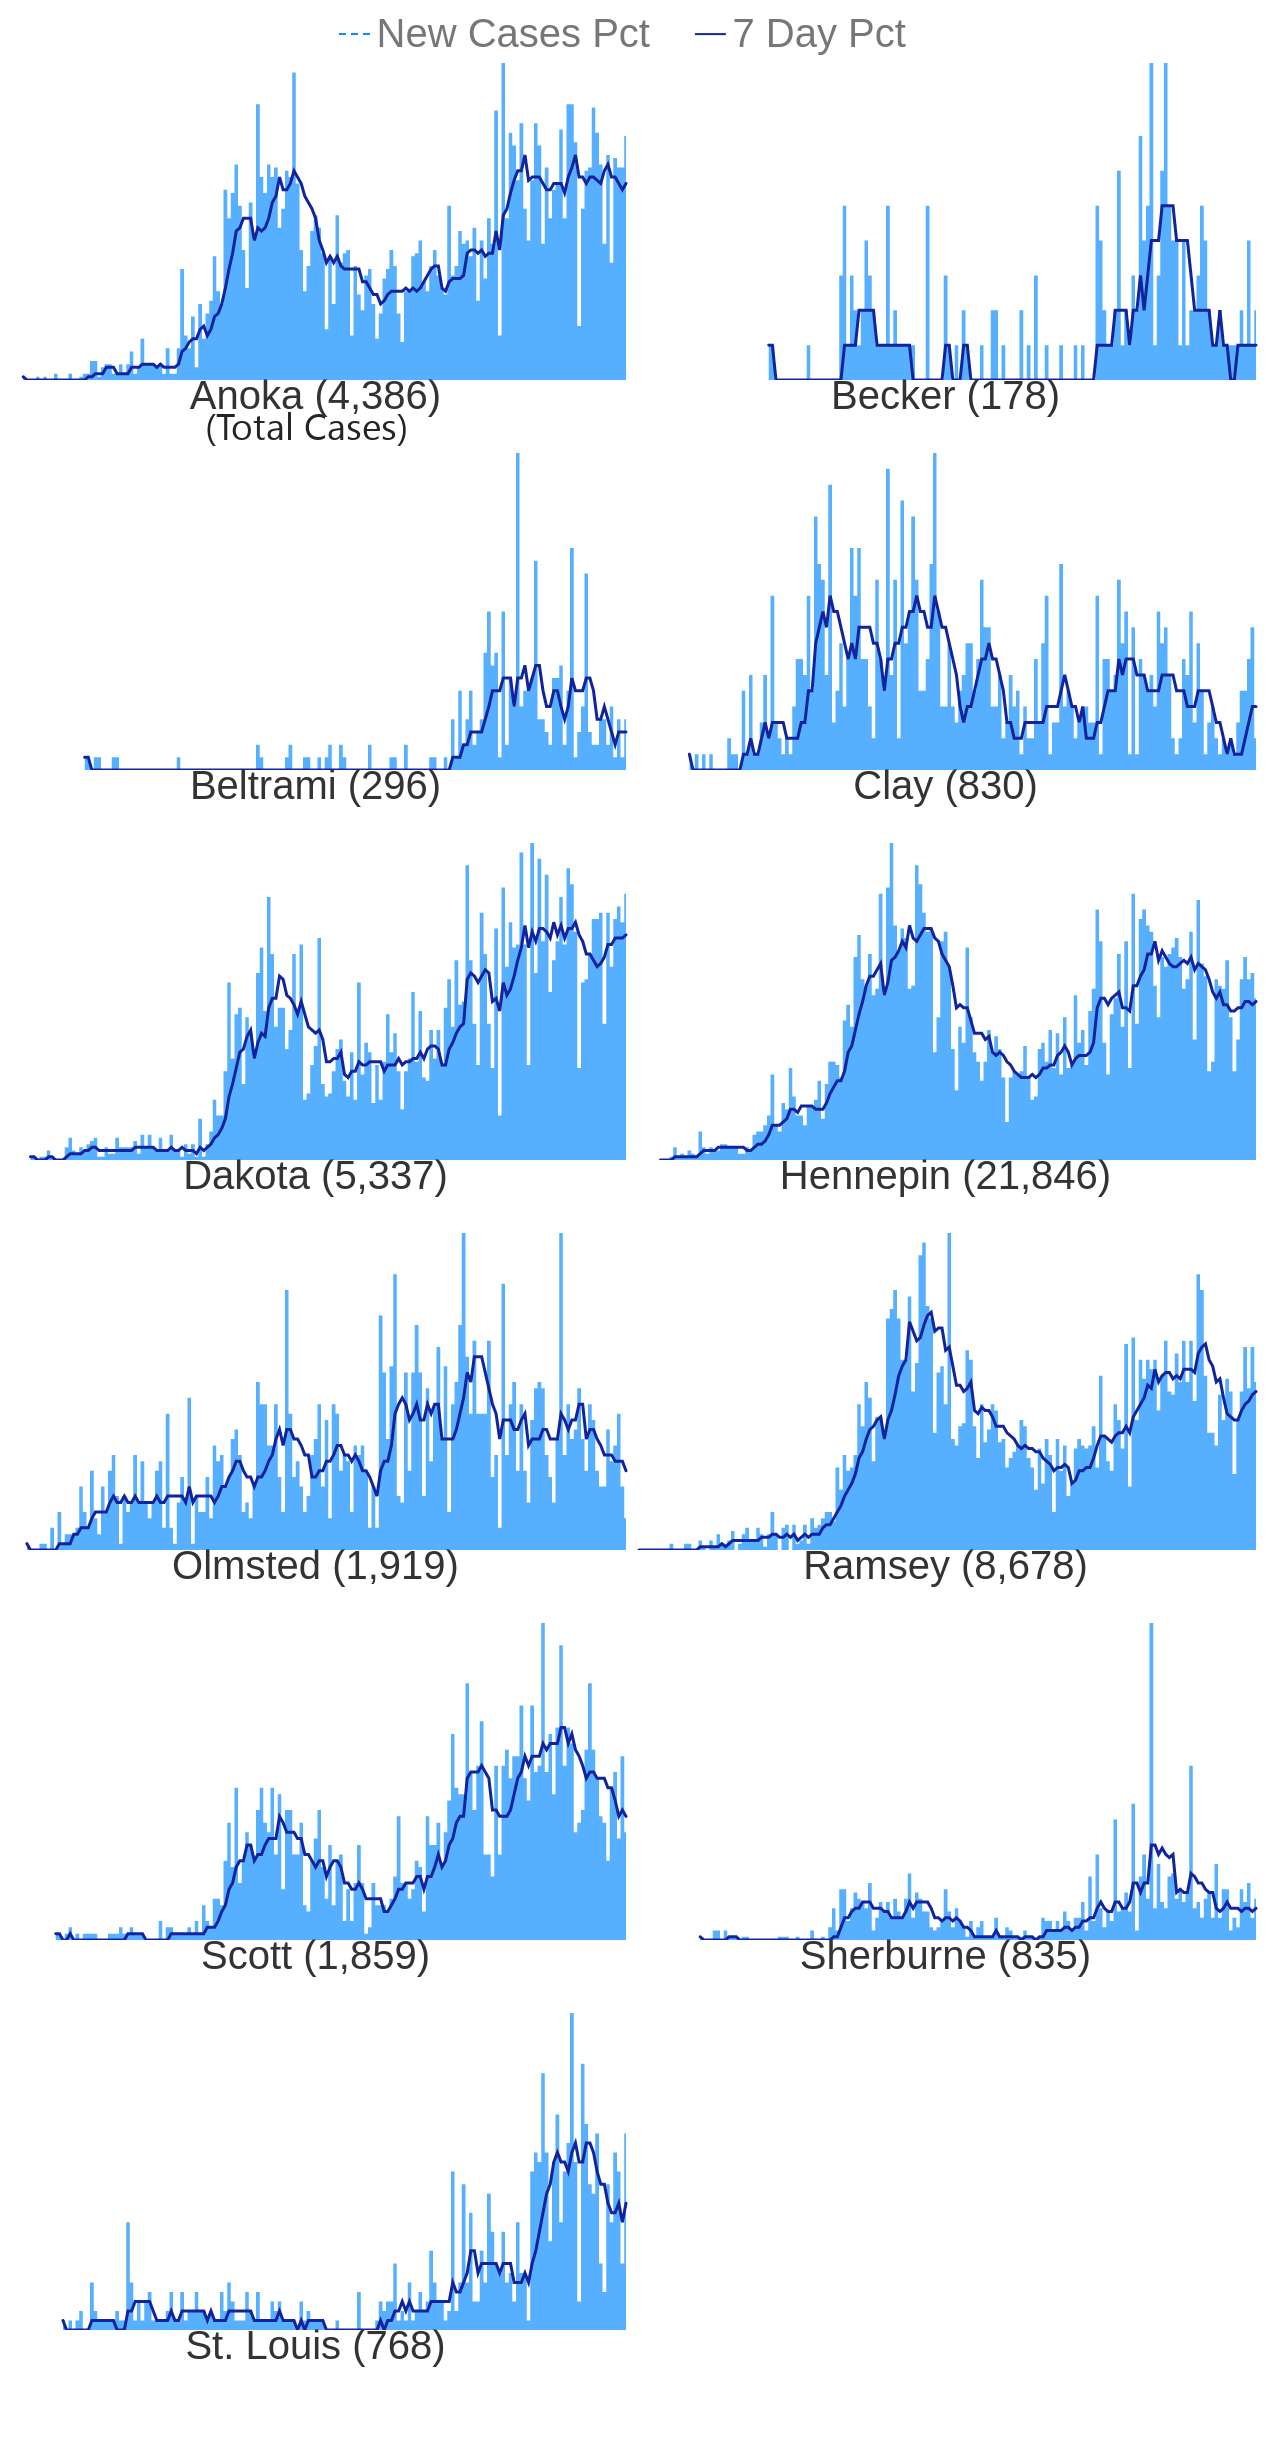 New Cases Pct 7 Day Pct
Anoka (4,386) Becker (178)
(Total Cases)
Beltrami (296) Clay (830)
Dakota (5,337) Hennepin (21,846)
Olmsted (1,919) Ramsey (8,678)
Scott (1,859) Sherburne (835)
St. Louis (768)